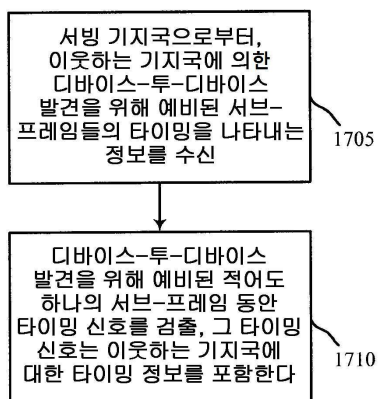 서빙 기지국으로부터,
이웃하는 기지국에 의한
디바이스-투-디바이스
발견을 위해 예비된 서브-
프레임들의 타이밍을 나타내는
정보를 수신
1705
디바이스-투-디바이스
발견을 위해 예비된 적어도
하나의 서브-프레임 동안
타이밍 신호를 검출, 그 타이밍
신호는 이웃하는 기지국에
대한 타이밍 정보를 포함한다
1710